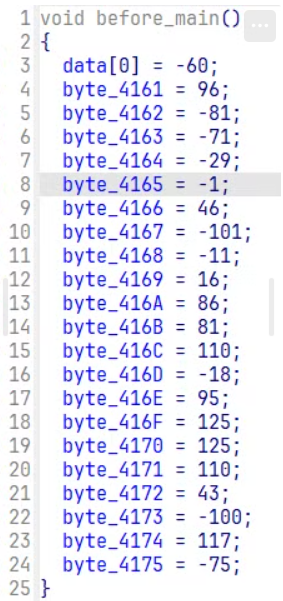 1 void before_main()
2 {
3   data[0] = -60;
4   byte_4161 = 96;
5   byte_4162 = -81;
6   byte_4163 = -71;
7   byte_4164 = -29;
8   byte_4165 = -1;
9   byte_4166 = 46;
10   byte_4167 = -101;
11   byte_4168 = -11;
12   byte_4169 = 16;
13   byte_416A = 86;
14   byte_416B = 81;
15   byte_416C = 110;
16   byte_416D = -18;
17   byte_416E = 95;
18   byte_416F = 125;
19   byte_4170 = 125;
20   byte_4171 = 110;
21   byte_4172 = 43;
22   byte_4173 = -100;
23   byte_4174 = 117;
24   byte_4175 = -75;
25 }